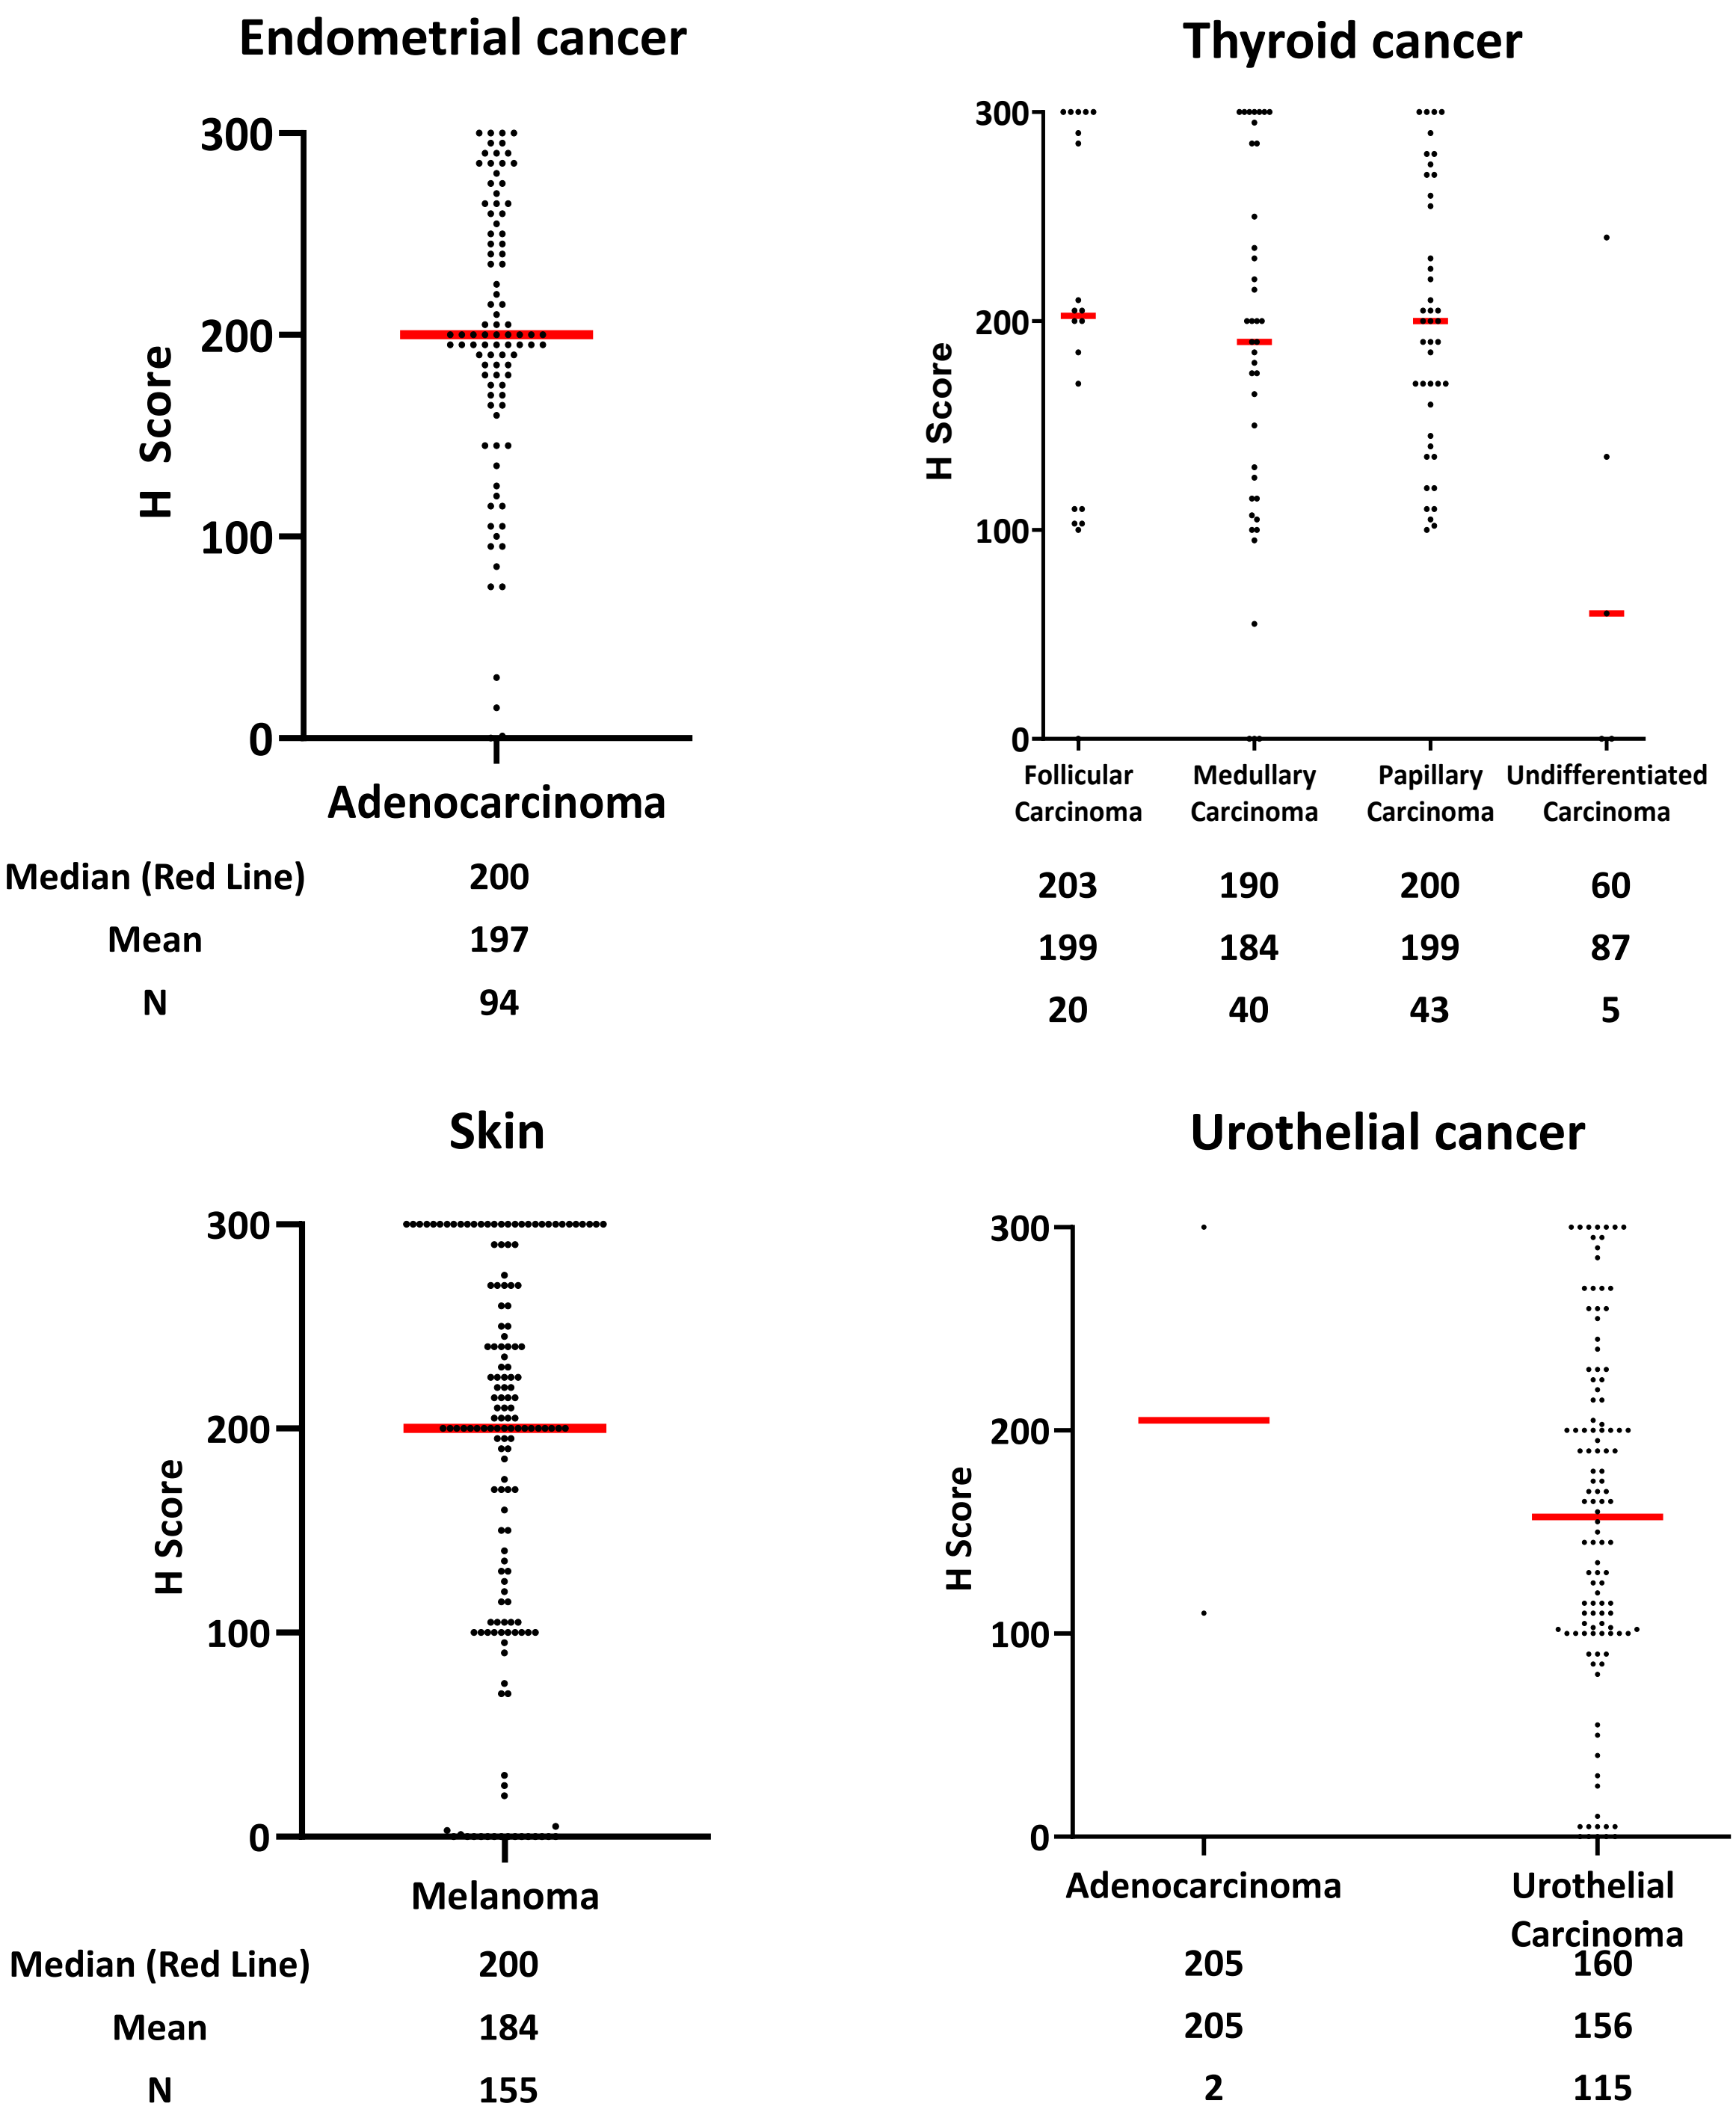 Endometrial cancer
300
200
100
0
H Score
Adenocarcinoma
Median (Red Line) 200
Mean 197
N 94
Thyroid cancer
300
200
100
0
H Score
Follicular Carcinoma
Medullary Carcinoma
Papillary Carcinoma
Undifferentiated Carcinoma
203 190 200 60
199 184 199 87
20 40 43 5
Skin
300
200
100
0
H Score
Melanoma
Median (Red Line) 200
Mean 184
N 155
Urothelial cancer
300
200
100
0
H Score
Adenocarcinoma
Urothelial Carcinoma
205 160
205 156
2 115